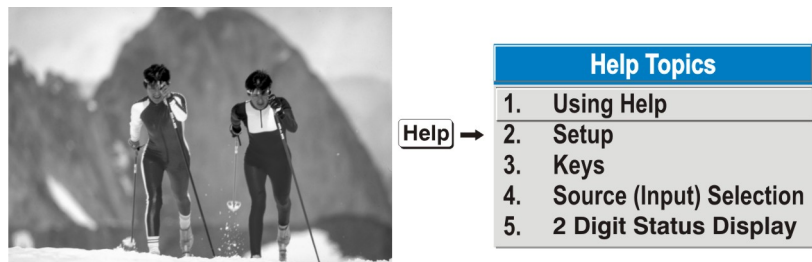 Help
Help Topics
1. Using Help
2. Setup
3. Keys
4. Source (Input) Selection
5. 2 Digit Status Display